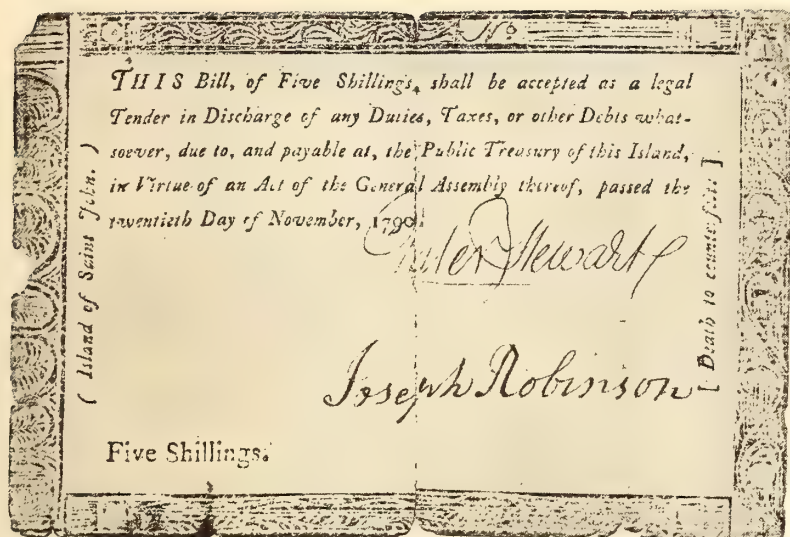 No
THIS Bill, of Five Shillings, shall be accepted as a legal
Tender in Discharge of any Duties, Taxes, or other Debts what-
soever, due to, and payable at, the Public Treasury of this Island,
in Virtue of an Act of the General Assembly thereof, passed the
twentieth Day of November, 1790.
Stewart
Joseph Robinson
Five Shillings.
( Island of Saint John. )
[ Death to counterfeit. ]